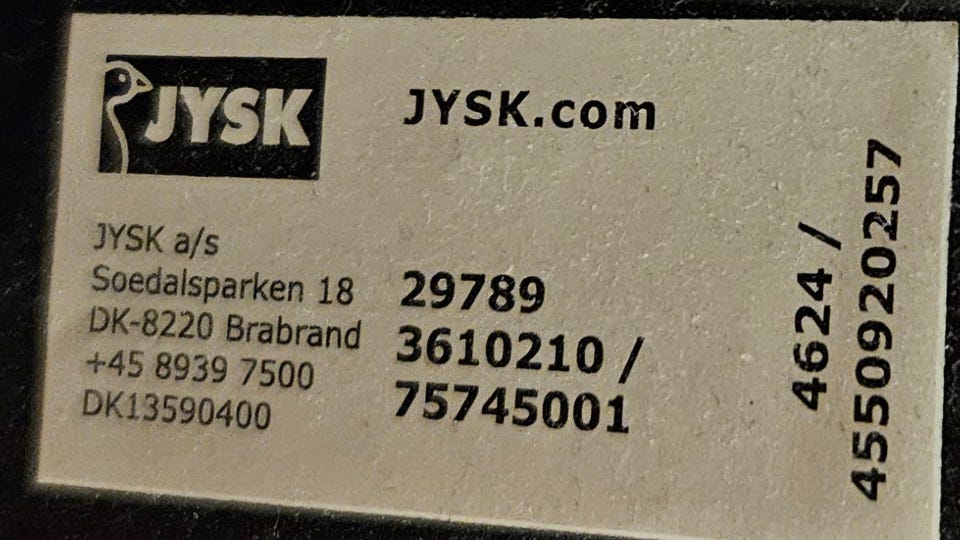 JYSK
JYSK.com
JYSK a/s
Soedalsparken 18
DK-8220 Brabrand
+45 8939 7500
DK13590400
29789
3610210 /
75745001
4624 /
4550920257